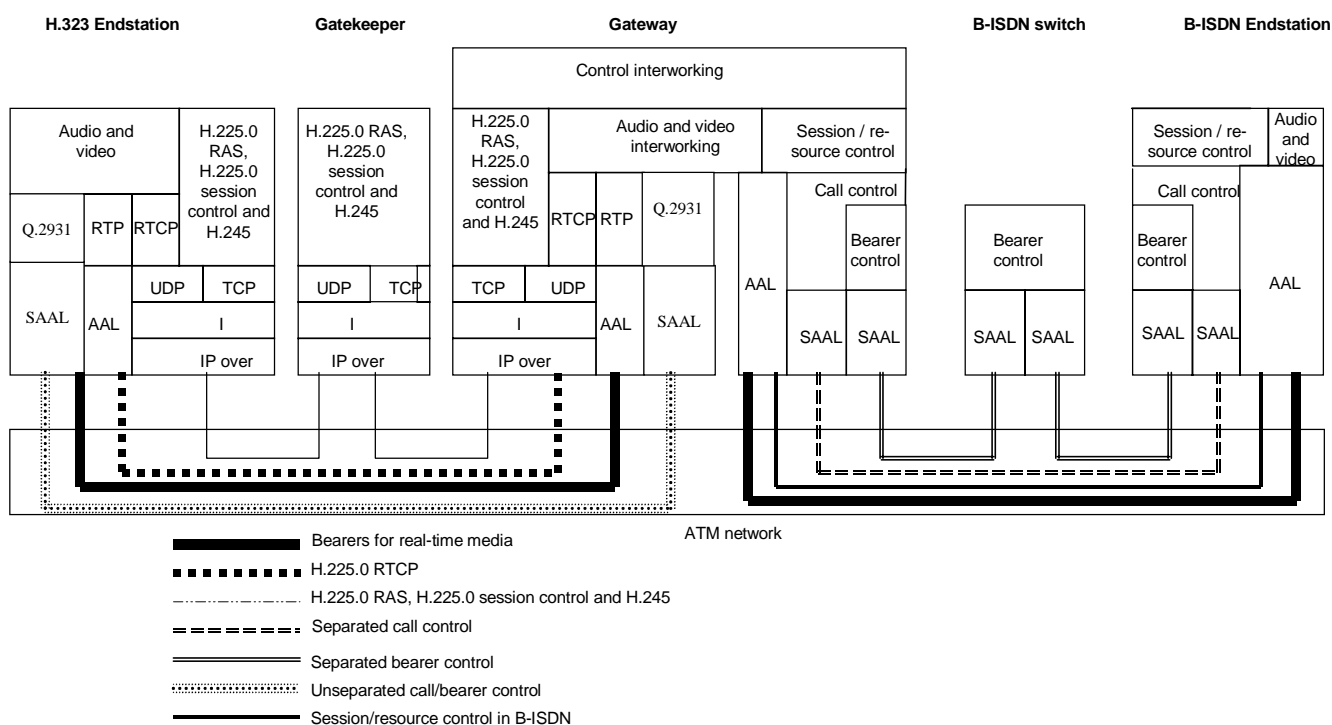 H.323 Endstation
Gatekeeper
Gateway
B-ISDN switch
B-ISDN Endstation
Audio and
video
H.225.0
RAS,
H.225.0
session
control and
H.245
Q.2931
RTP
RTCP
UDP
TCP
SAAL
AAL
I
IP over
H.225.0 RAS,
H.225.0
session
control and
H.245
UDP
TCP
I
IP over
Control interworking
H.225.0
RAS,
H.225.0
session
control
and H.245
Audio and video
interworking
Session / re-
source control
RTCP
RTP
Q.2931
Call control
Bearer
control
TCP
UDP
I
IP over
AAL
SAAL
AAL
SAAL
SAAL
Bearer
control
SAAL
SAAL
Session / re-
source control
Audio
and
video
Call control
Bearer
control
AAL
SAAL
SAAL
ATM network
Bearers for real-time media
H.225.0 RTCP
H.225.0 RAS, H.225.0 session control and H.245
Separated call control
Separated bearer control
Unseparated call/bearer control
Session/resource control in B-ISDN